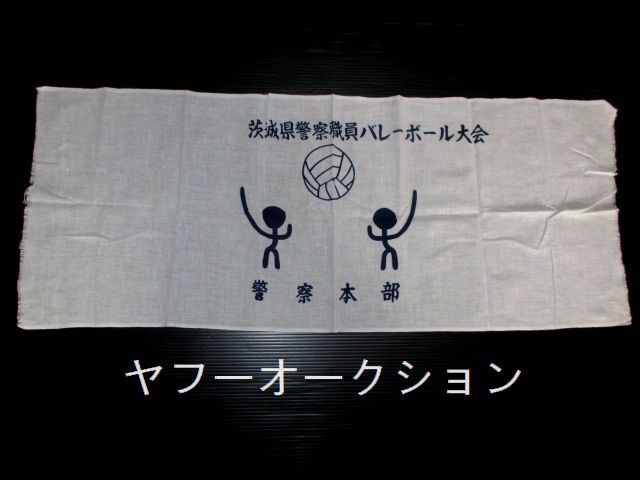 茨城県警察職員バレーボール大会
警察本部
ヤフーオークション